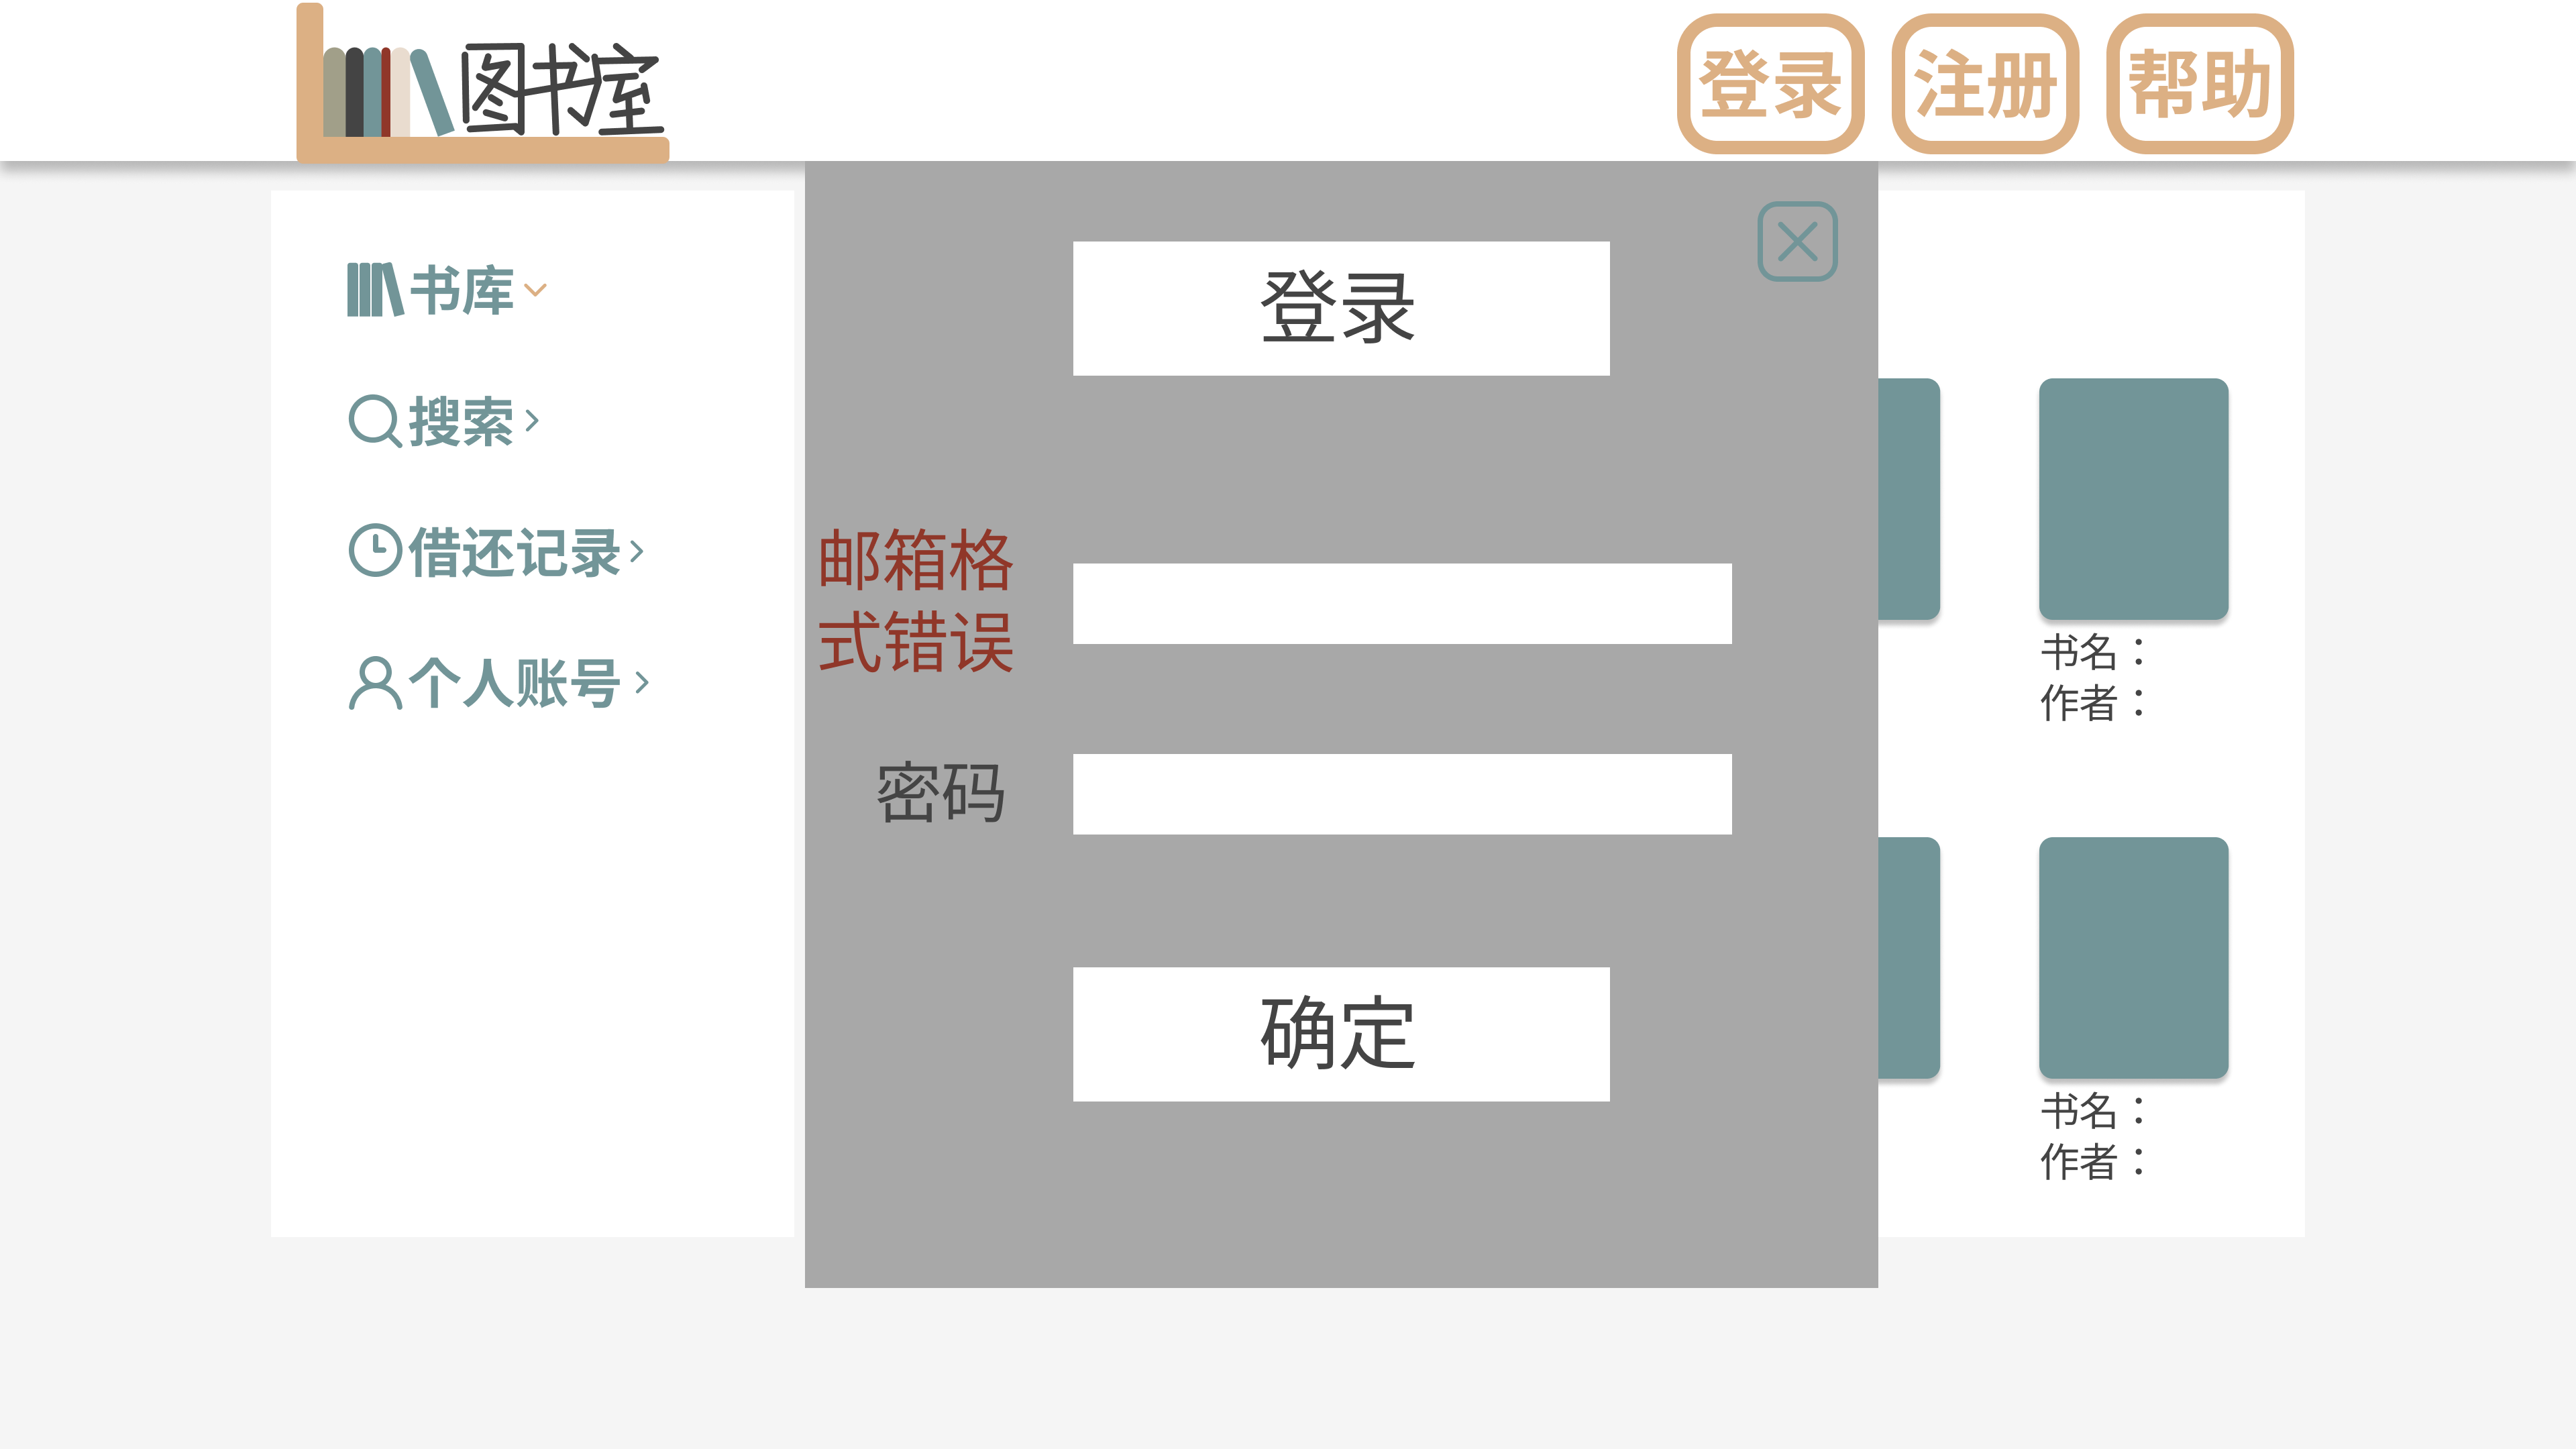 图书室
登录
注册
帮助
书库
搜索
借还记录
个人账号
登录
邮箱格
式错误
密码
确定
书名：
作者：
书名：
作者：